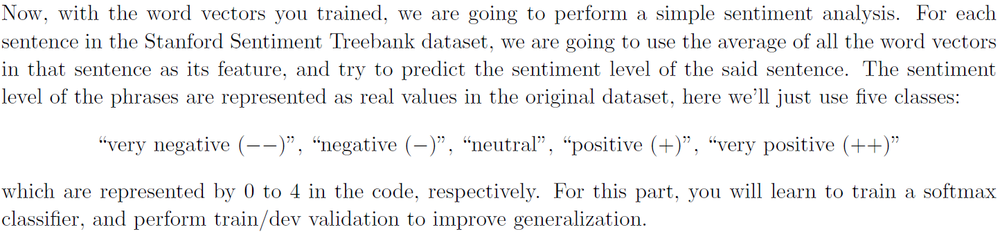 Now, with the word vectors you trained, we are going to perform a simple sentiment analysis. For each
sentence in the Stanford Sentiment Treebank dataset, we are going to use the average of all the word vectors
in that sentence as its feature, and try to predict the sentiment level of the said sentence. The sentiment
level of the phrases are represented as real values in the original dataset, here we'll just use five classes:
“very negative (−−)”, “negative (−)”, “neutral”, “positive (+)”, “very positive (++)”
which are represented by 0 to 4 in the code, respectively. For this part, you will learn to train a softmax
classifier, and perform train/dev validation to improve generalization.